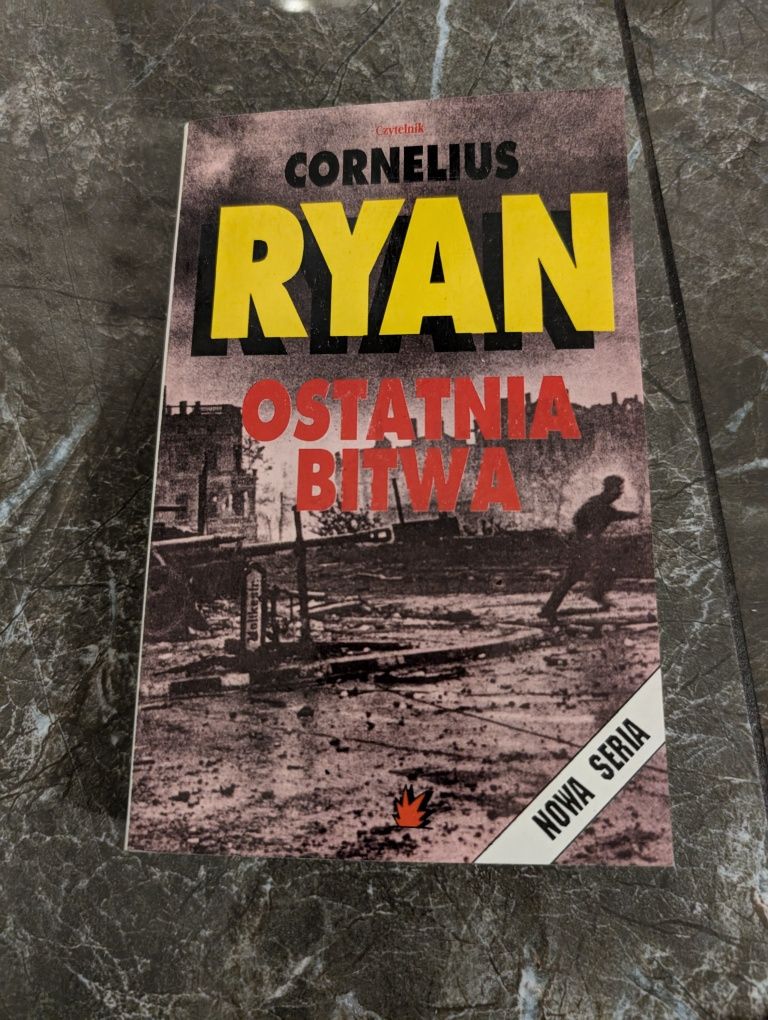 Czytelnik
CORNELIUS
RYAN
OSTATNIA
BITWA
NOWA SERIA